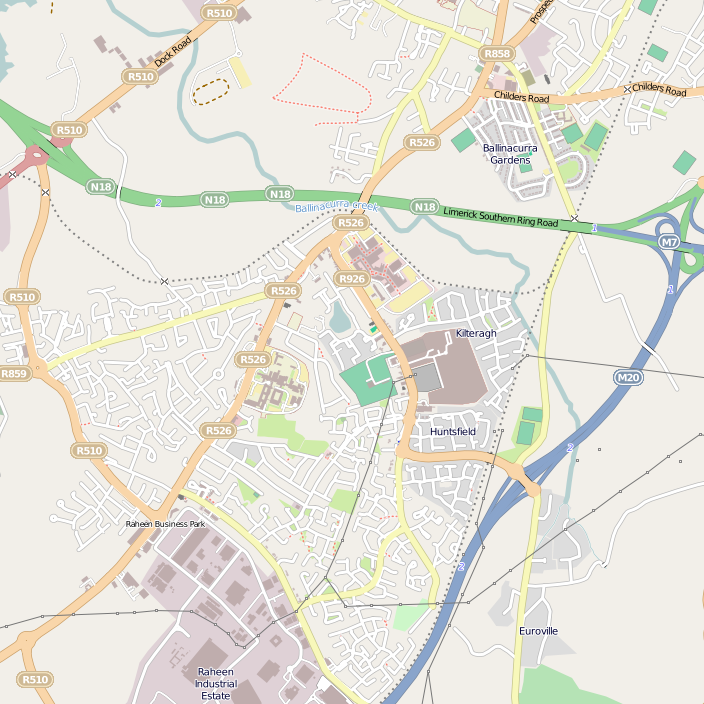 R510
Prospec
R858
Dock Road
R510
Childers Road
Childers Road
R510
R526
Ballinacurra
Gardens
N18
2
N18
N18
Ballinacurra creek
N18
Limerick Southern Ring Road
1
R526
M7
R926
R526
1
R510
Kilteragh
R526
R859
M20
R526
Huntsfield
R510
2
Raheen Business Park
2
Euroville
R510
Raheen
Industrial
Estate